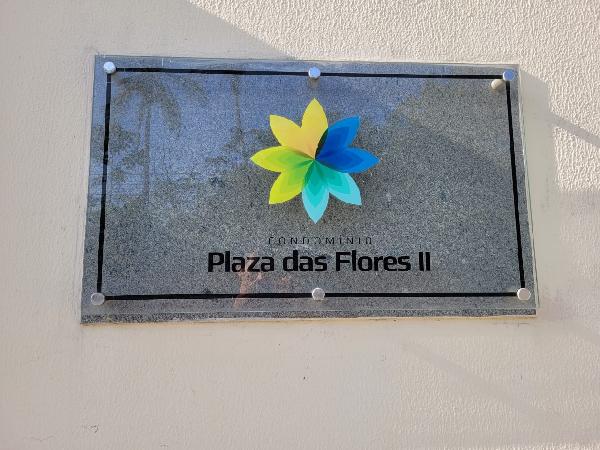 CONDOMINIO
Plaza das Flores II